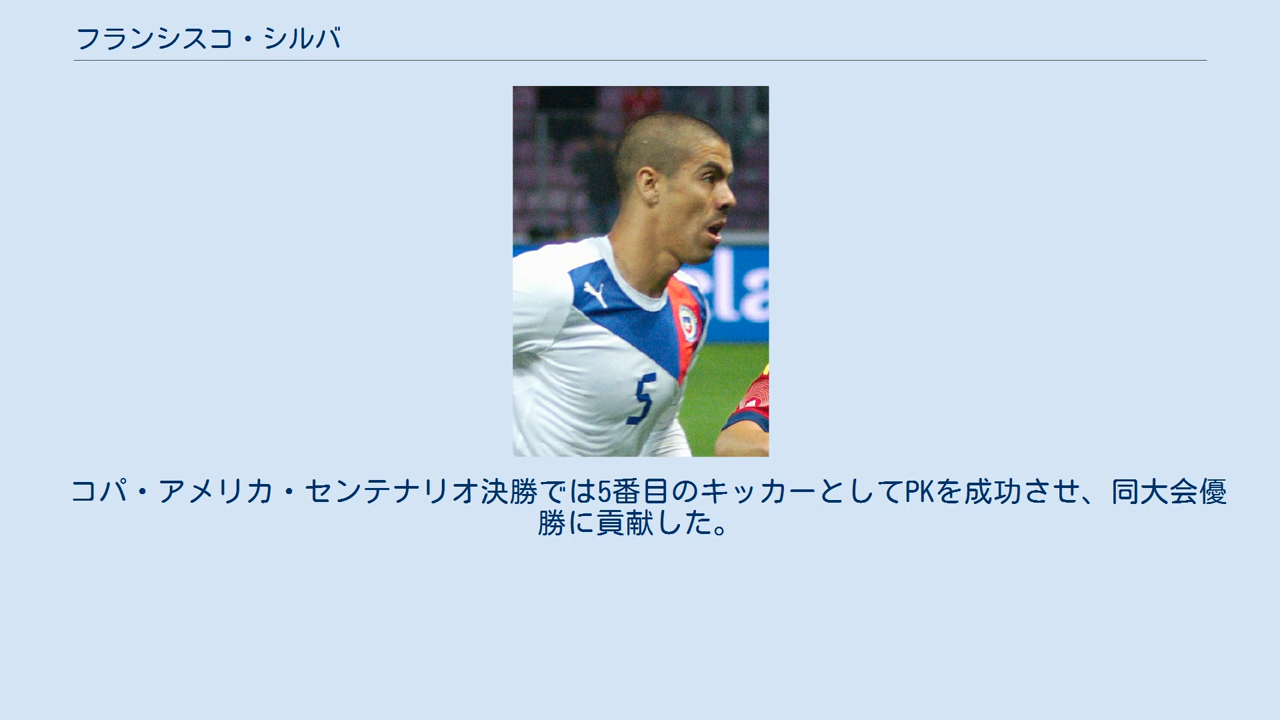 フランシスコ・シルバ
ela
5
コパ・アメリカ・センテナリオ決勝では5番目のキッカーとしてPKを成功させ、同大会優
勝に貢献した。